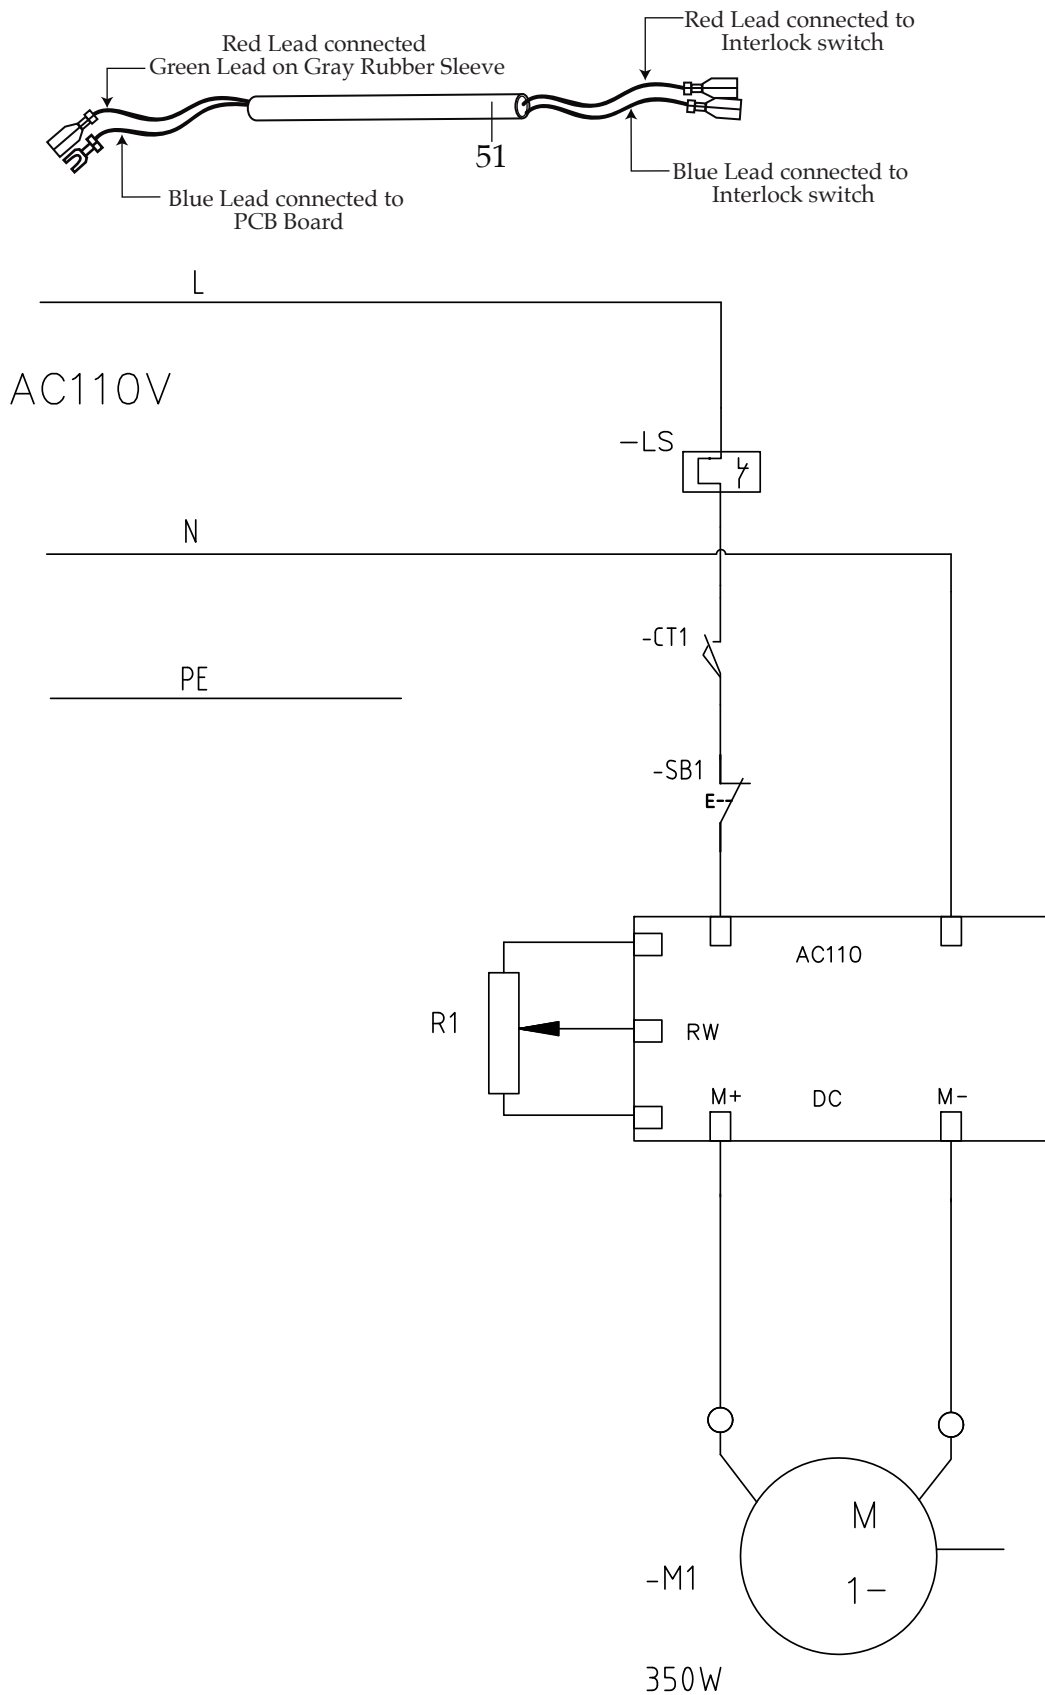 Red Lead connected
Green Lead on Gray Rubber Sleeve
Red Lead connected to
Interlock switch
51
Blue Lead connected to
PCB Board
Blue Lead connected to
Interlock switch
L
AC110V
-LS
N
-CT1
PE
-SB1
E--
AC110
R1
RW
M+
DC
M-
M
1-
-M1
350W